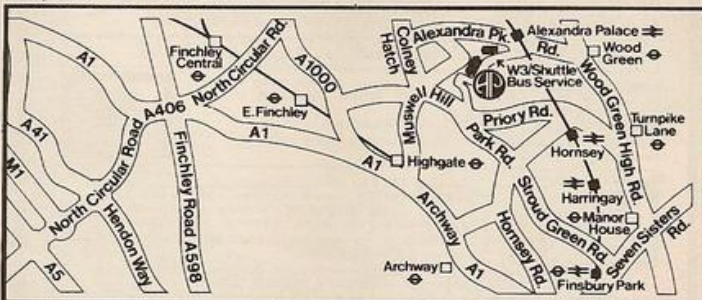 A1
A41
M1
A5
North Circular Road
Hendon Way
A406
North Circular Rd.
Finchley
Central
Finchley Road A598
E. Finchley
A1
A1000
A1
Colney
Hatch
Muswell Hill
Highgate
Archway
Archway
A1
Alexandra Pk.
Rd.
Alexandra Palace
Wood
Green
W3/Shuttle
Bus Service
AP
Priory Rd.
Park Rd.
Wood Green High Rd.
Turnpike
Lane
Hornsey
Harringay
Manor
House
Stroud Green Rd.
Hornsey Rd.
Seven Sisters
Rd.
Finsbury Park